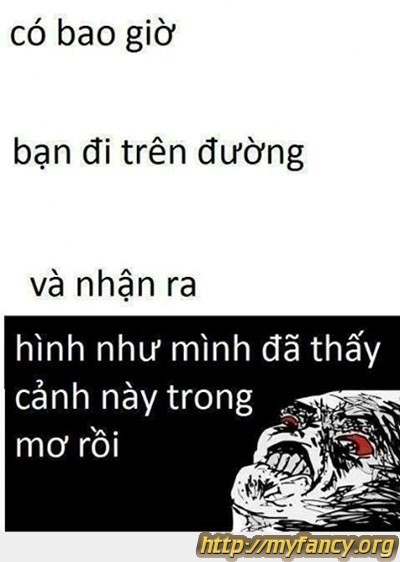 có bao giờ
bạn đi trên đường
và nhận ra
hình như mình đã thấy
cảnh này trong
mơ rồi
http://myfancy.org